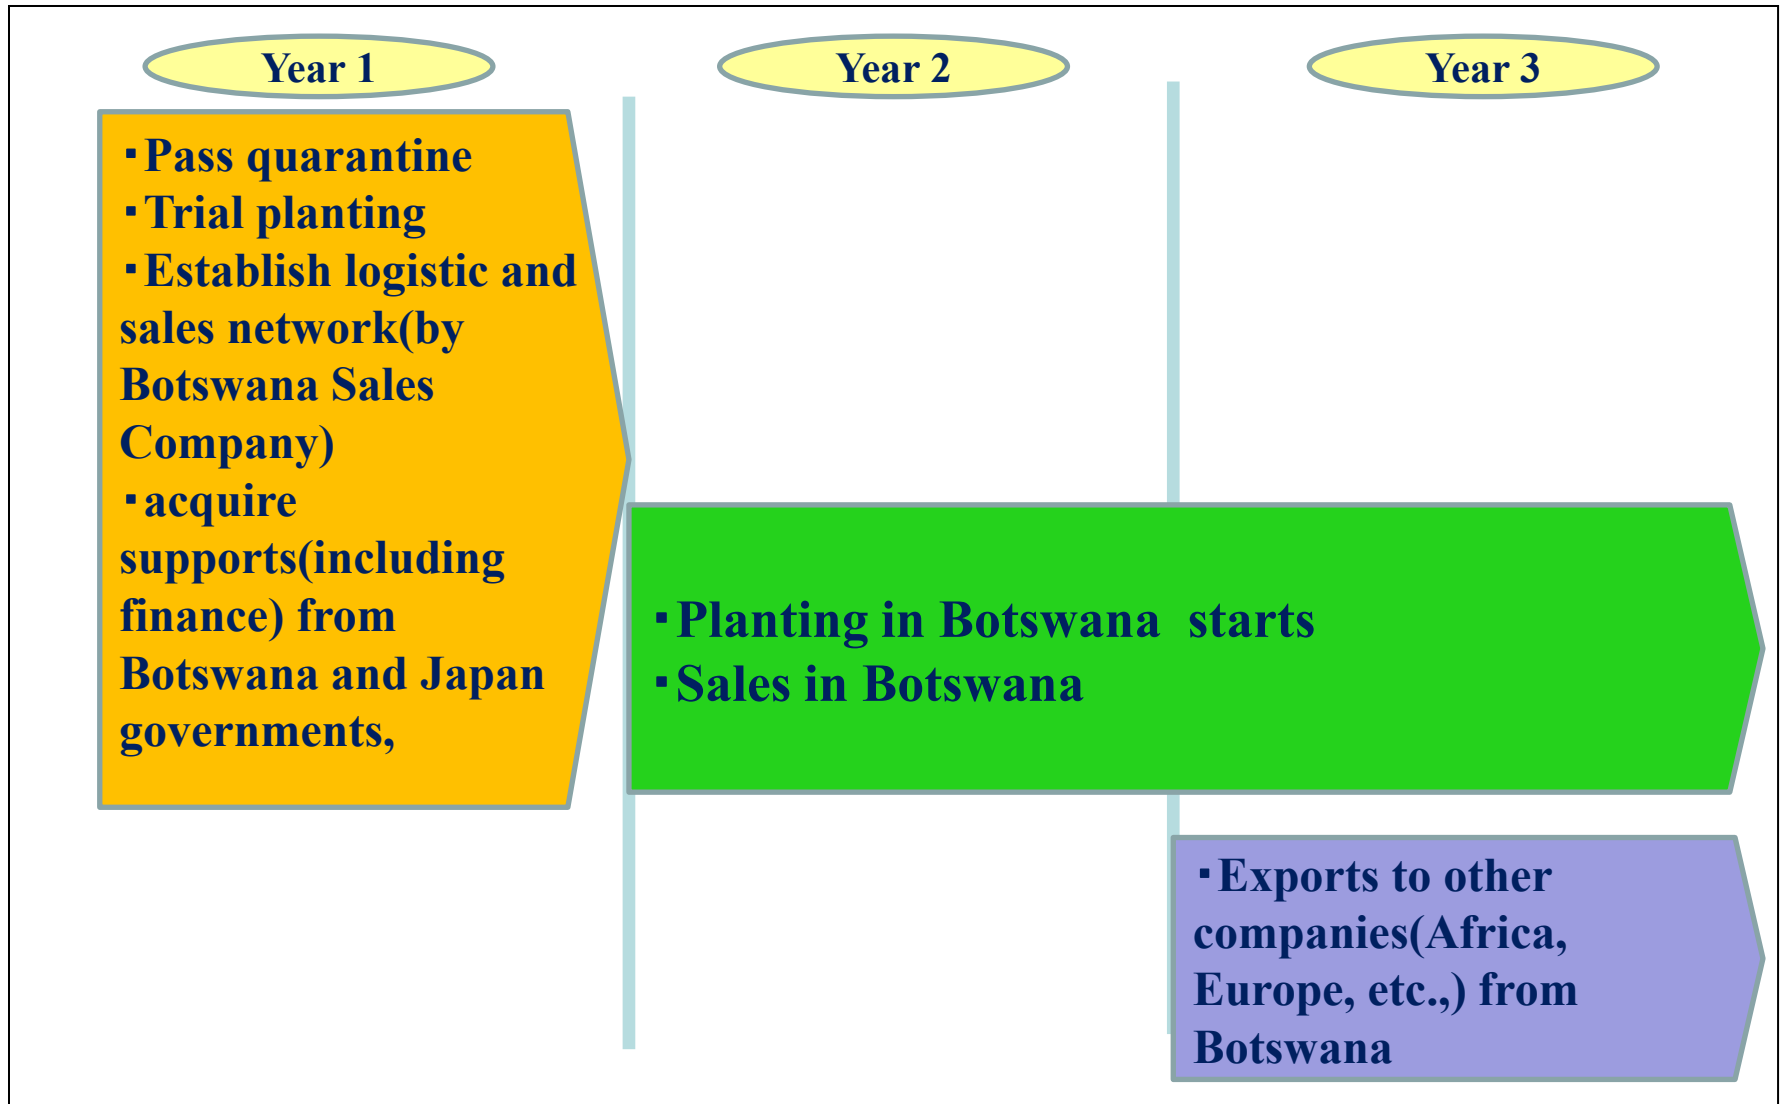 Year 1
Year 2
Year 3
▪Pass quarantine
▪Trial planting
▪Establish logistic and
sales network(by
Botswana Sales
Company)
▪acquire
supports(including
finance) from
Botswana and Japan
governments,
▪Planting in Botswana  starts
▪Sales in Botswana
▪Exports to other
companies(Africa,
Europe, etc.,) from
Botswana